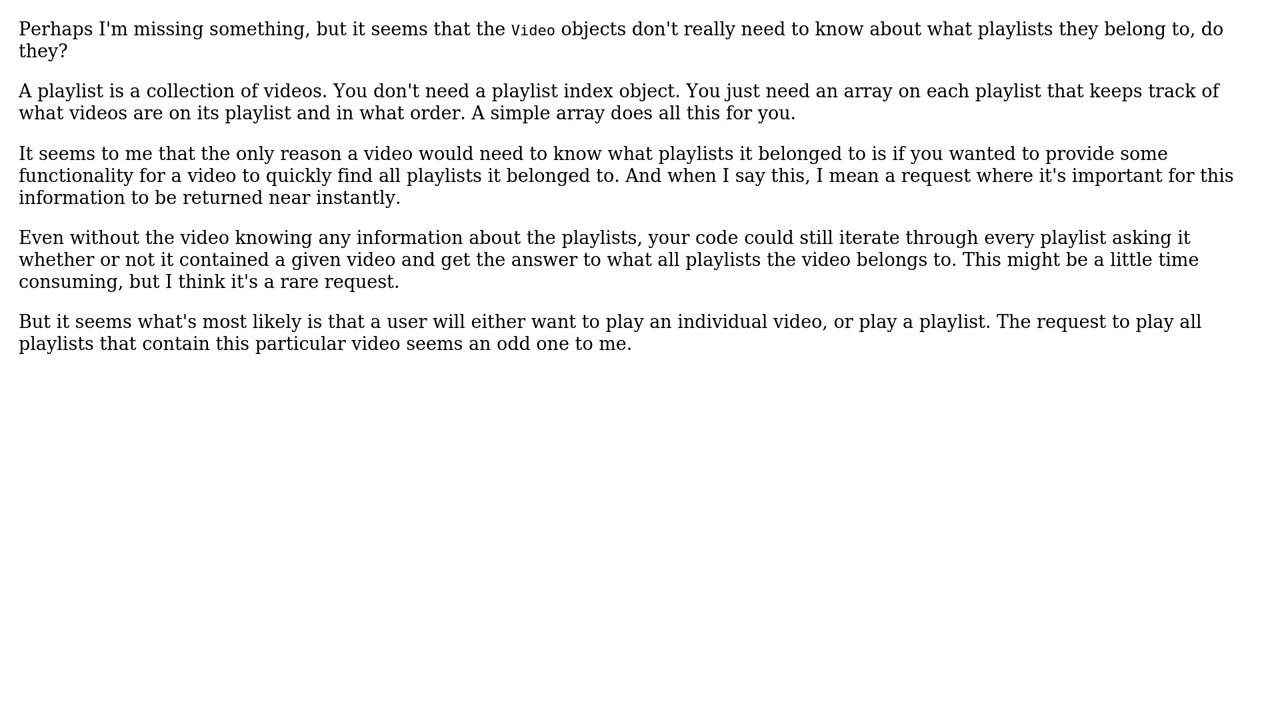 Perhaps I'm missing something, but it seems that the Video objects don't really need to know about what playlists they belong to, do
they?
A playlist is a collection of videos. You don't need a playlist index object. You just need an array on each playlist that keeps track of
what videos are on its playlist and in what order. A simple array does all this for you.
It seems to me that the only reason a video would need to know what playlists it belonged to is if you wanted to provide some
functionality for a video to quickly find all playlists it belonged to. And when I say this, I mean a request where it's important for this
information to be returned near instantly.
Even without the video knowing any information about the playlists, your code could still iterate through every playlist asking it
whether or not it contained a given video and get the answer to what all playlists the video belongs to. This might be a little time
consuming, but I think it's a rare request.
But it seems what's most likely is that a user will either want to play an individual video, or play a playlist. The request to play all
playlists that contain this particular video seems an odd one to me.